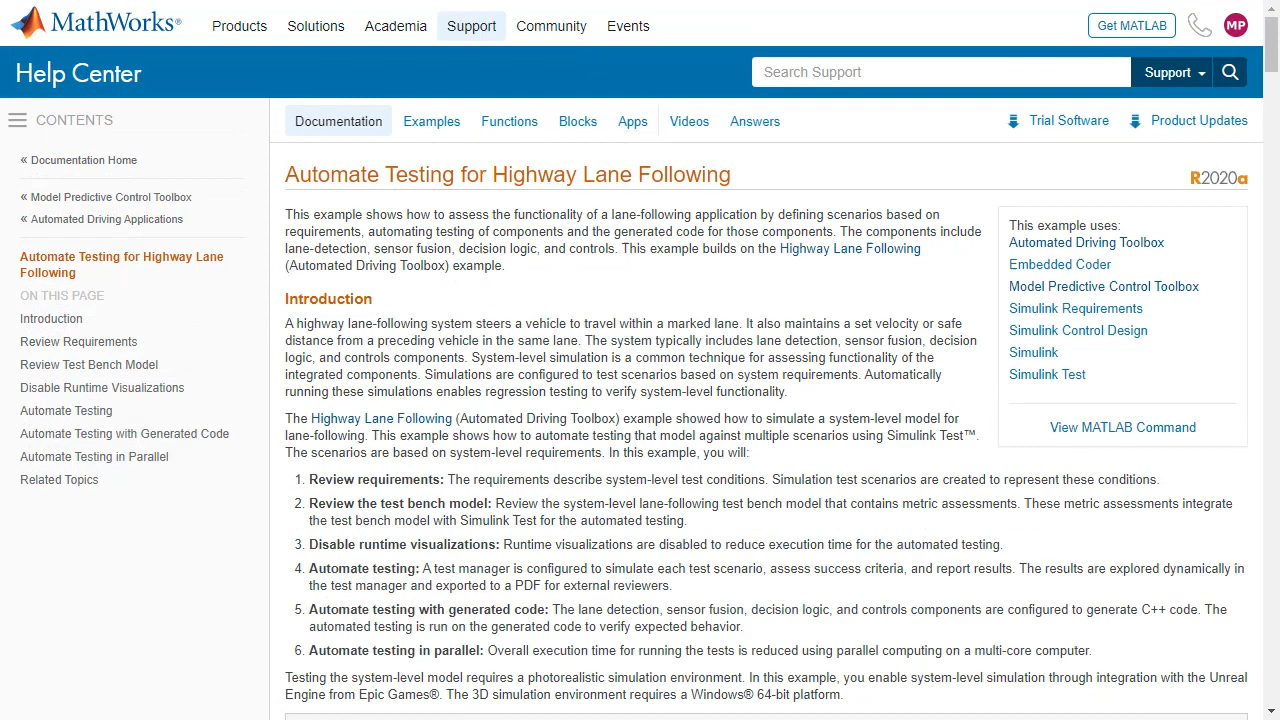 MathWorks®
Products
Solutions
Academia
Support
Community
Events
Get MATLAB
MP
Help Center
Search Support
Support
CONTENTS
Documentation
Examples
Functions
Blocks
Apps
Videos
Answers
Trial Software
Product Updates
« Documentation Home
« Model Predictive Control Toolbox
« Automated Driving Applications
Automate Testing for Highway Lane
Following
ON THIS PAGE
Introduction
Review Requirements
Review Test Bench Model
Disable Runtime Visualizations
Automate Testing
Automate Testing with Generated Code
Automate Testing in Parallel
Related Topics
Automate Testing for Highway Lane Following
R2020a
This example shows how to assess the functionality of a lane-following application by defining scenarios based on
requirements, automating testing of components and the generated code for those components. The components include
lane-detection, sensor fusion, decision logic, and controls. This example builds on the Highway Lane Following
(Automated Driving Toolbox) example.
Introduction
A highway lane-following system steers a vehicle to travel within a marked lane. It also maintains a set velocity or safe
distance from a preceding vehicle in the same lane. The system typically includes lane detection, sensor fusion, decision
logic, and controls components. System-level simulation is a common technique for assessing functionality of the
integrated components. Simulations are configured to test scenarios based on system requirements. Automatically
running these simulations enables regression testing to verify system-level functionality.
The Highway Lane Following (Automated Driving Toolbox) example showed how to simulate a system-level model for
lane-following. This example shows how to automate testing that model against multiple scenarios using Simulink Test™.
The scenarios are based on system-level requirements. In this example, you will:
1. Review requirements: The requirements describe system-level test conditions. Simulation test scenarios are created to represent these conditions.
2. Review the test bench model: Review the system-level lane-following test bench model that contains metric assessments. These metric assessments integrate
the test bench model with Simulink Test for the automated testing.
3. Disable runtime visualizations: Runtime visualizations are disabled to reduce execution time for the automated testing.
4. Automate testing: A test manager is configured to simulate each test scenario, assess success criteria, and report results. The results are explored dynamically in
the test manager and exported to a PDF for external reviewers.
5. Automate testing with generated code: The lane detection, sensor fusion, decision logic, and controls components are configured to generate C++ code. The
automated testing is run on the generated code to verify expected behavior.
6. Automate testing in parallel: Overall execution time for running the tests is reduced using parallel computing on a multi-core computer.
Testing the system-level model requires a photorealistic simulation environment. In this example, you enable system-level simulation through integration with the Unreal
Engine from Epic Games®. The 3D simulation environment requires a Windows® 64-bit platform.
This example uses:
Automated Driving Toolbox
Embedded Coder
Model Predictive Control Toolbox
Simulink Requirements
Simulink Control Design
Simulink
Simulink Test
View MATLAB Command